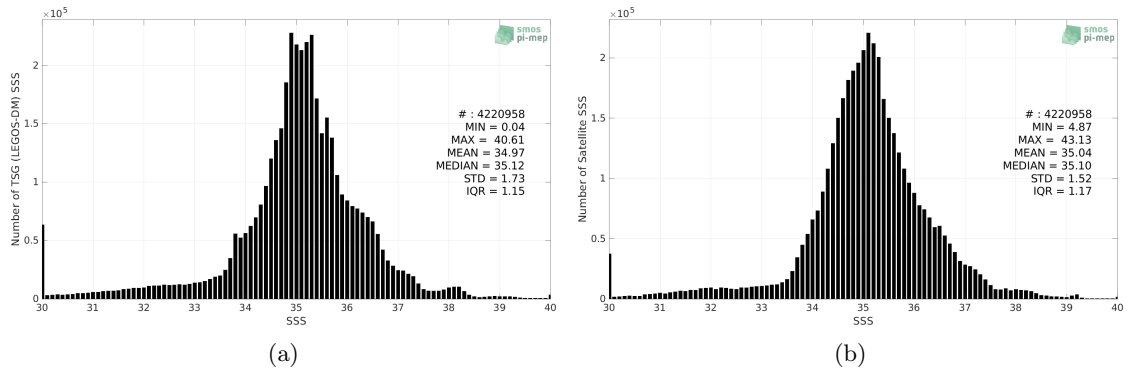 ×10^5
smos
pi-mep
2
1.5
1
0.5
0
Number of TSG (LEGOS-DM) SSS
# : 4220958
MIN = 0.04
MAX =  40.61
MEAN = 34.97
MEDIAN = 35.12
STD = 1.73
IQR = 1.15
30 31 32 33 34 35 36 37 38 39 40
SSS
(a)
×10^5
smos
pi-mep
2
1.5
1
0.5
0
Number of Satellite SSS
# : 4220958
MIN = 4.87
MAX =  43.13
MEAN = 35.04
MEDIAN = 35.10
STD = 1.52
IQR = 1.17
30 31 32 33 34 35 36 37 38 39 40
SSS
(b)